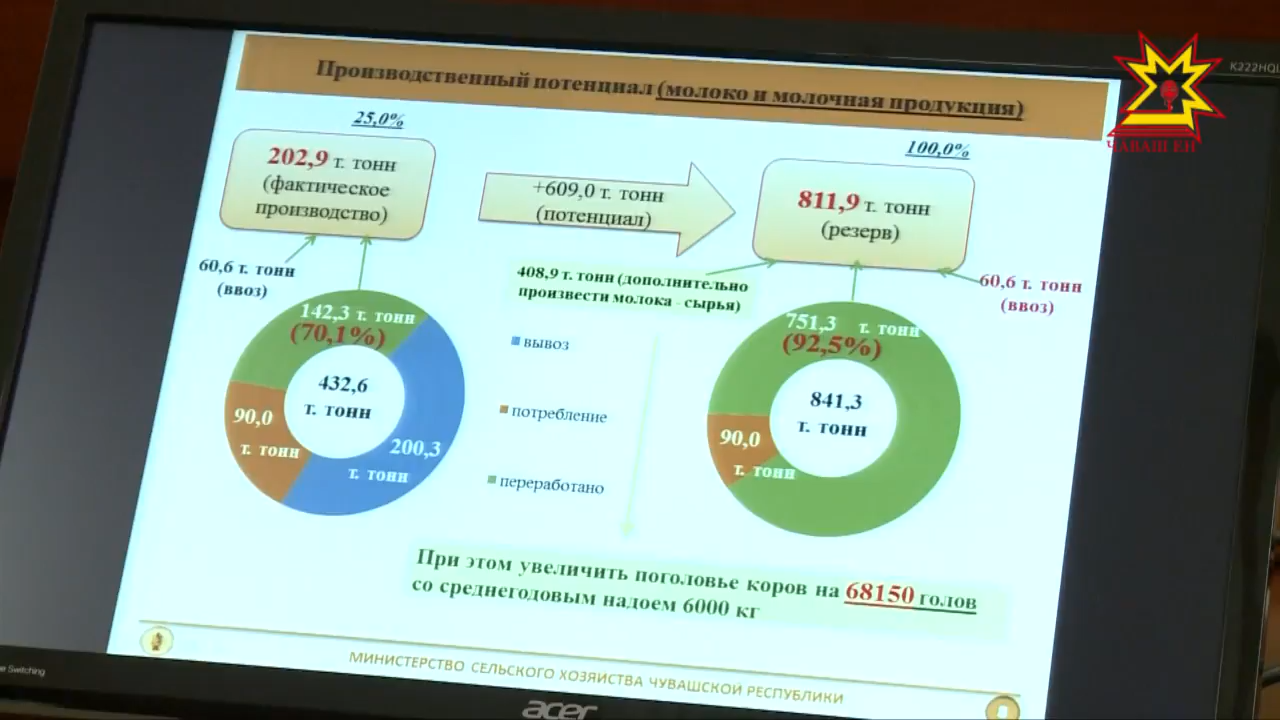 Производственный потенциал (молоко и молочная продукция)
K222HQL
ЧӐВАШ ЕН
25,0%
100,0%
202,9 т. тонн
(фактическое
производство)
+609,0 т. тонн
(потенциал)
811,9 т. тонн
(резерв)
60,6 т. тонн
(ввоз)
408,9 т. тонн (дополнительно
произвести молока - сырья)
60,6 т. тонн
(ввоз)
142,3 т. тонн
(70,1%)
432,6
т. тонн
90,0
т. тонн
200,3
т. тонн
вывоз
потребление
переработано
751,3 т. тонн
(92,5%)
841,3
т. тонн
90,0
т. тонн
При этом увеличить поголовье коров на 68150 голов
со среднегодовым надоем 6000 кг
МИНИСТЕРСТВО СЕЛЬСКОГО ХОЗЯЙСТВА ЧУВАШСКОЙ РЕСПУБЛИКИ
Switching
acer